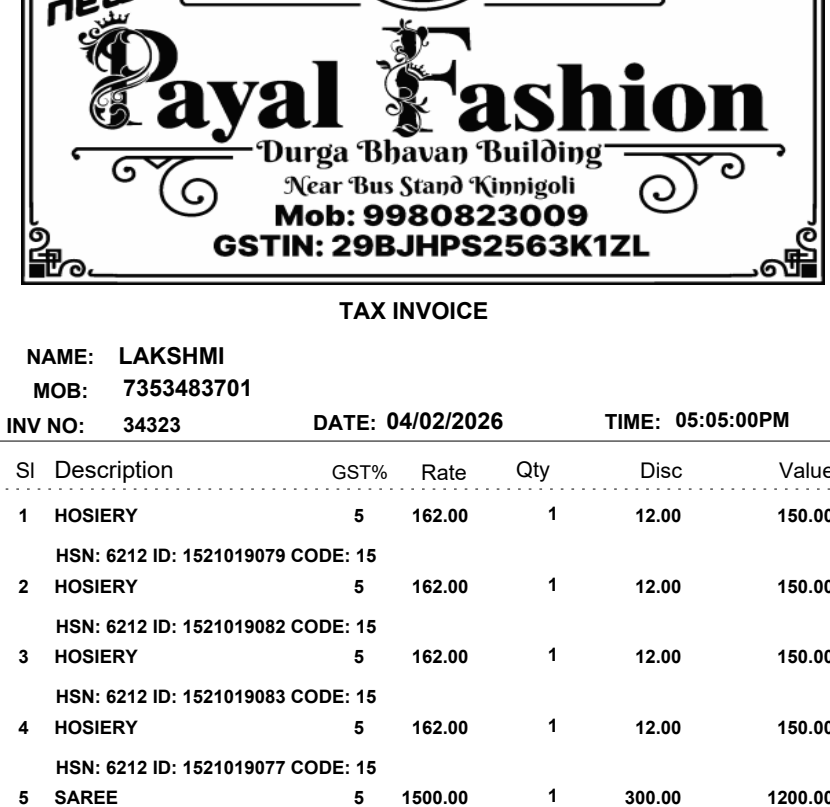 new
Payal Fashion
Durga Bhavan Building
Near Bus Stand Kinnigoli
Mob: 9980823009
GSTIN: 29BJHPS2563K1ZL
TAX INVOICE
NAME: LAKSHMI
MOB: 7353483701
INV NO: 34323 DATE: 04/02/2026 TIME: 05:05:00PM
Sl Description GST% Rate Qty Disc Value
1 HOSIERY 5 162.00 1 12.00 150.00
HSN: 6212 ID: 1521019079 CODE: 15
2 HOSIERY 5 162.00 1 12.00 150.00
HSN: 6212 ID: 1521019082 CODE: 15
3 HOSIERY 5 162.00 1 12.00 150.00
HSN: 6212 ID: 1521019083 CODE: 15
4 HOSIERY 5 162.00 1 12.00 150.00
HSN: 6212 ID: 1521019077 CODE: 15
5 SAREE 5 1500.00 1 300.00 1200.00